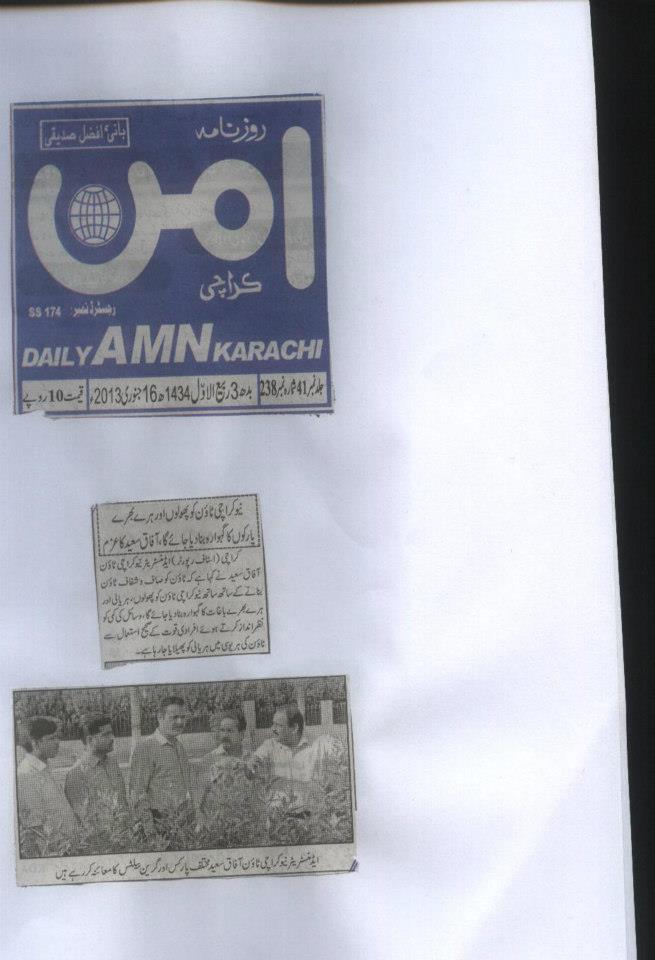 روزنامہ
بانی؛ افضل صدیقی
امن
کراچی
رجسٹرڈ نمبر: SS 174
DAILY AMN KARACHI
جلد نمبر 41 شمارہ نمبر 238 بدھ 3 ربیع الاوّل 1434ھ 16 جنوری 2013ء قیمت 10 روپے
نیو کراچی ٹاؤن کو پھولوں اور ہرے بھرے
پارکوں کا گہوارہ بنا دیا جائے گا، آفاق سعید کا عزم
کراچی (اسٹاف رپورٹر) ایڈمنسٹریٹر نیو کراچی ٹاؤن
آفاق سعید نے کہا ہے کہ ٹاؤن کو صاف و شفاف ٹاؤن
بنانے کے ساتھ ساتھ نیو کراچی ٹاؤن کو پھولوں، ہریالی اور
ہرے بھرے باغات کا گہوارہ بنا دیا جائے گا، وسائل کی کمی کو
نظر انداز کرتے ہوئے افرادی قوت کے صحیح استعمال سے
ٹاؤن کی ہر یوسی میں ہریالی کو پھیلایا جا رہا ہے۔
ایڈمنسٹریٹر نیو کراچی ٹاؤن آفاق سعید مختلف پارکس اور گرین بیلٹس کا معائنہ کر رہے ہیں